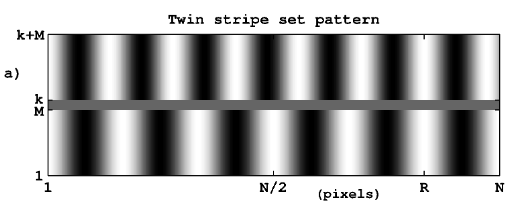 Twin stripe set pattern
k+M
a)
k
M
1
1 N/2 R N
(pixels)